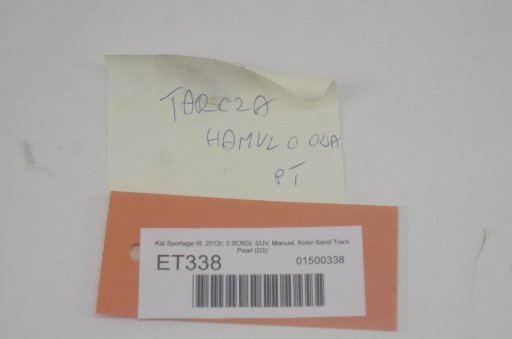 TARCZA
HAMULCOWA
PT
Kia Sportage III, 2012r, 2.0CRDi, SUV, Manual, Kolor:Sand Track
Pearl (D5)
ET338
01500338